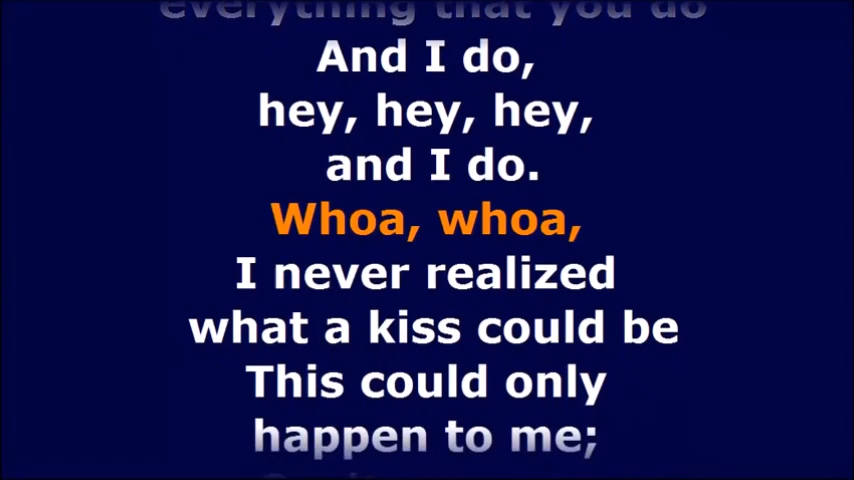 everything that you do
And I do,
hey, hey, hey,
and I do.
Whoa, whoa,
I never realized
what a kiss could be
This could only
happen to me;